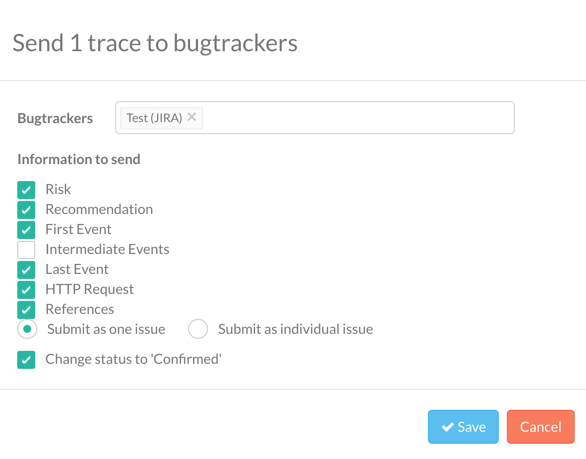 Send 1 trace to bugtrackers
Bugtrackers Test (JIRA)
Information to send
Risk
Recommendation
First Event
Intermediate Events
Last Event
HTTP Request
References
Submit as one issue Submit as individual issue
Change status to 'Confirmed'
Save Cancel